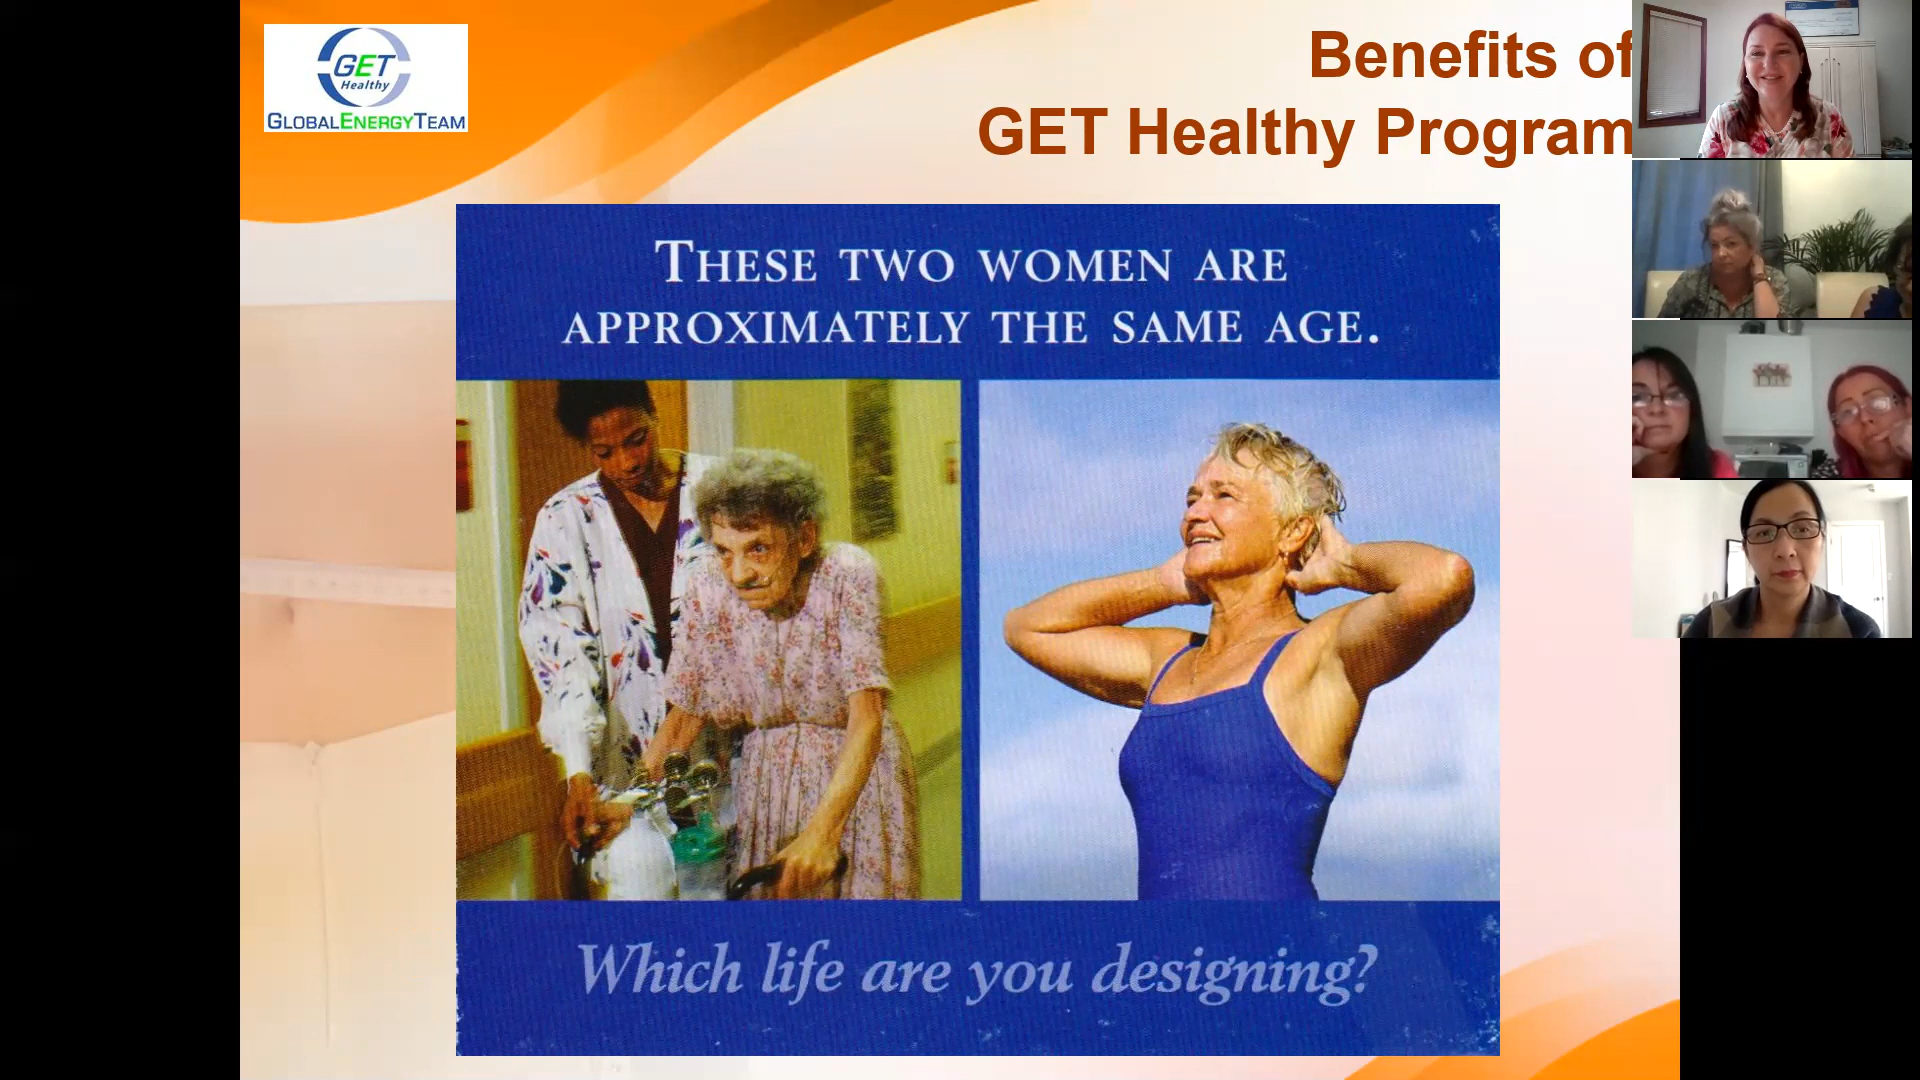 GET
Healthy
GLOBALENERGYTEAM
Benefits of
GET Healthy Program
THESE TWO WOMEN ARE
APPROXIMATELY THE SAME AGE.
Which life are you designing?